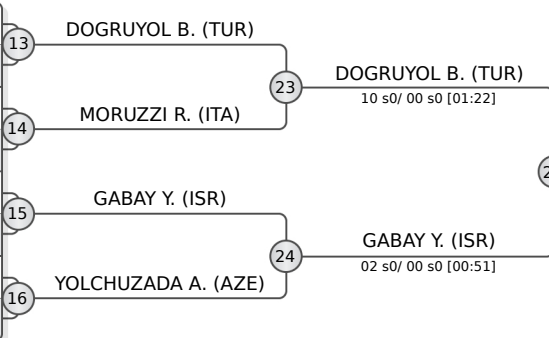 13
DOGRUYOL B. (TUR)
14
MORUZZI R. (ITA)
23
DOGRUYOL B. (TUR)
10 s0/ 00 s0 [01:22]
15
GABAY Y. (ISR)
16
YOLCHUZADA A. (AZE)
24
GABAY Y. (ISR)
02 s0/ 00 s0 [00:51]